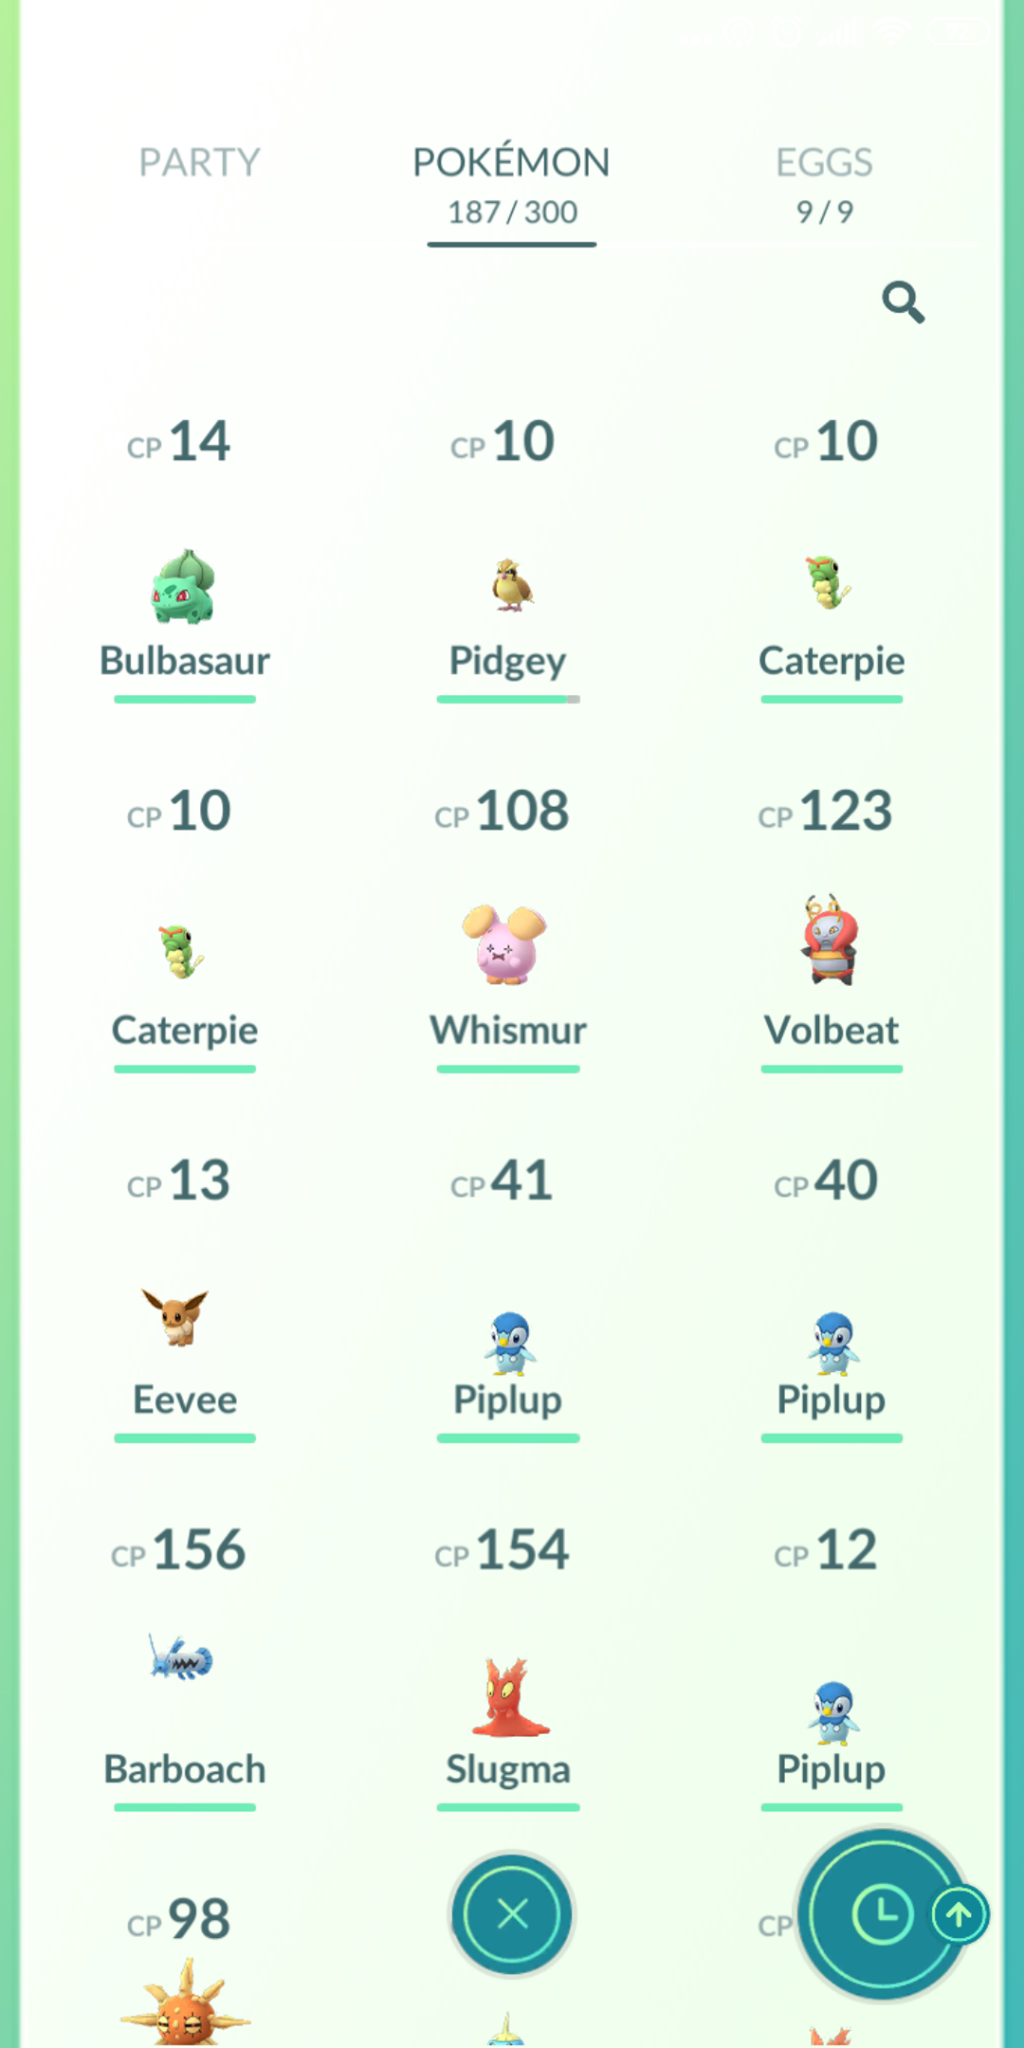 PARTY POKÉMON EGGS
187 / 300 9 / 9
CP 14 CP 10 CP 10
Bulbasaur Pidgey Caterpie
CP 10 CP 108 CP 123
Caterpie Whismur Volbeat
CP 13 CP 41 CP 40
Eevee Piplup Piplup
CP 156 CP 154 CP 12
Barboach Slugma Piplup
CP 98 CP